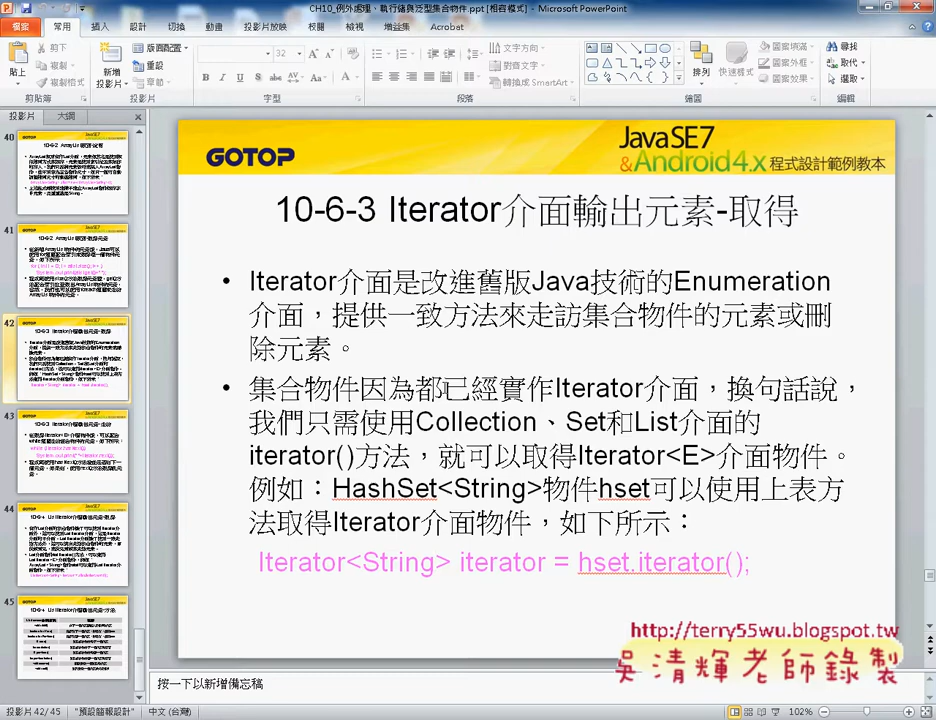 CH10_例外處理、執行緒與泛型集合物件.ppt [相容模式] - Microsoft PowerPoint
檔案 常用 插入 設計 切換 動畫 投影片放映 校閱 檢視 增益集 Acrobat
貼上 剪下 複製 複製格式 剪貼簿
新增投影片 版面配置 重設 章節 投影片
32 字型
文字方向 對齊文字 轉換成 SmartArt 段落
排列 快速樣式 圖案填滿 圖案外框 圖案效果 繪圖
尋找 取代 選取 編輯
投影片 大綱
40
41
42
43
44
45
GOTOP
JavaSE7
&Android4.x 程式設計範例教本
10-6-3 Iterator介面輸出元素-取得
• Iterator介面是改進舊版Java技術的Enumeration
介面，提供一致方法來走訪集合物件的元素或刪
除元素。
• 集合物件因為都已經實作Iterator介面，換句話說，
我們只需使用Collection、Set和List介面的
iterator()方法，就可以取得Iterator<E>介面物件。
例如：HashSet<String>物件hset可以使用上表方
法取得Iterator介面物件，如下所示：
Iterator<String> iterator = hset.iterator();
http://terry55wu.blogspot.tw
吳清輝老師錄製
按一下以新增備忘稿
投影片 42/45 "預設簡報設計" 中文 (台灣) 102%